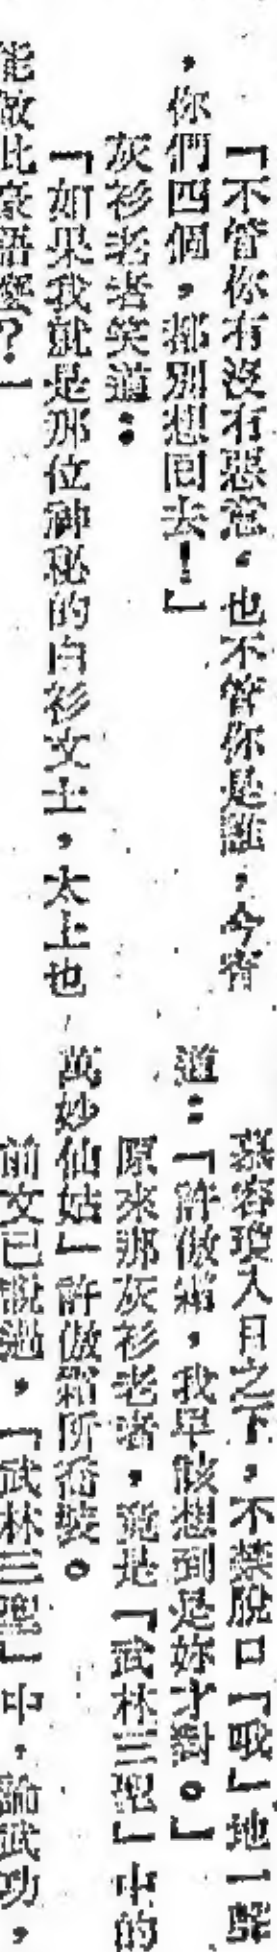 「不管你有沒有惡意，也不管你是誰，今宵
，你們四個，都別想回去！」
灰衫老者笑道：
「如果我就是那位神秘的白衫文士，太上也
能做此豪語麼？」
慕容瓊入目之下，不禁脫口「哦」地一聲
道：「許傲霜，我早該想到是妳才對。」
原來那灰衫老者，竟是「武林三聖」中的
萬妙仙姑」許傲霜所喬裝。
前文已說過，「武林三聖」中，論武功，